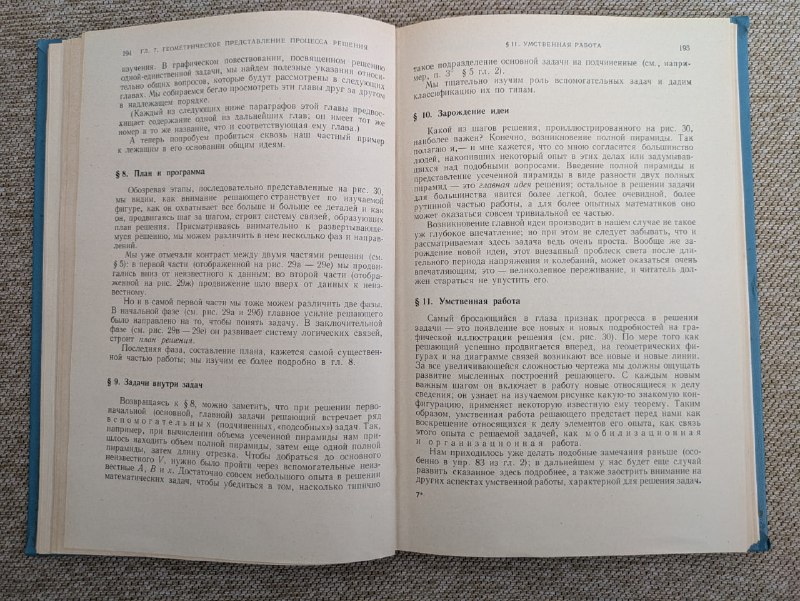 194 ГЛ. 7. ГЕОМЕТРИЧЕСКОЕ ПРЕДСТАВЛЕНИЕ ПРОЦЕССА РЕШЕНИЯ
изучения. В графическом повествовании, посвященном решению
одной-единственной задачи, мы найдем полезные указания относи-
тельно общих вопросов, которые будут рассмотрены в следующих
главах. Мы собираемся бегло просмотреть эти главы друг за другом
в надлежащем порядке.
(Каждый из следующих ниже параграфов этой главы предвос-
хищает содержание одной из дальнейших глав; он имеет тот же
номер и то же название, что и соответствующая ему глава.)
А теперь попробуем пробиться сквозь наш частный пример
к лежащим в его основании общим идеям.
§ 8. План и программа
Обозревая этапы, последовательно представленные на рис. 30,
мы видим, как внимание решающего странствует по изучаемой
фигуре, как он охватывает все больше и больше ее деталей и как
он, продвигаясь шаг за шагом, строит систему связей, образующих
план решения. Присматриваясь внимательно к развертывающе-
муся решению, мы можем различить в нем несколько фаз и направ-
лений.
Мы уже отмечали контраст между двумя частями решения (см.
§ 5): в первой части (отображенной на рис. 29а — 29е) мы продви-
гались вниз от неизвестного к данным; во второй части (отобра-
женной на рис. 29ж) продвижение шло вверх от данных к неиз-
вестному.
Но и в самой первой части мы тоже можем различить две фазы.
В начальной фазе (см. рис. 29а и 29б) главное усилие решающего
было направлено на то, чтобы понять задачу. В заключительной
фазе (см. рис. 29в — 29е) он развивает систему логических связей,
строит план решения.
Последняя фаза, составление плана, кажется самой существен-
ной частью работы; мы изучим ее более подробно в гл. 8.
§ 9. Задачи внутри задач
Возвращаясь к § 8, можно заметить, что при решении перво-
начальной (основной, главной) задачи решающий встречает ряд
вспомогательных (подчиненных, «подсобных») задач. Так,
например, при вычислении объема усеченной пирамиды нам при-
шлось находить объем полной пирамиды, затем еще одной полной
пирамиды, затем длину отрезка. Чтобы добраться до основного
неизвестного V, нужно было пройти через вспомогательные неиз-
вестные A, B и x. Достаточно совсем небольшого опыта в решении
математических задач, чтобы убедиться в том, насколько типично
§ 11. УМСТВЕННАЯ РАБОТА 193
такое подразделение основной задачи на подчиненные (см., напри-
мер, п. 3° § 5 гл. 2).
Мы тщательно изучим роль вспомогательных задач и дадим
классификацию их по типам.
§ 10. Зарождение идеи
Какой из шагов решения, проиллюстрированного на рис. 30,
наиболее важен? Конечно, возникновение полной пирамиды. Так
полагаю я,— и мне кажется, что со мною согласится большинство
людей, накопивших некоторый опыт в этих делах или задумывав-
шихся над подобными вопросами. Введение полной пирамиды и
представление усеченной пирамиды в виде разности двух полных
пирамид — это главная идея решения; остальное в решении задачи
для большинства явится более легкой, более очевидной, более
рутинной частью работы, а для более опытных математиков оно
может оказаться совсем тривиальной ее частью.
Возникновение главной идеи производит в нашем случае не такое
уж глубокое впечатление; но при этом не следует забывать, что и
рассматриваемая здесь задача ведь очень проста. Вообще же за-
рождение новой идеи, этот внезапный проблеск света после дли-
тельного периода напряжения и колебаний, может оказаться очень
впечатляющим; это — великолепное переживание, и читатель дол-
жен стараться не упустить его.
§ 11. Умственная работа
Самый бросающийся в глаза признак прогресса в решении
задачи — это появление все новых и новых подробностей на гра-
фической иллюстрации решения (см. рис. 30). По мере того как
решающий успешно продвигается вперед, на геометрических фи-
гурах и на диаграмме связей возникают все новые и новые линии.
За все увеличивающейся сложностью чертежа мы должны ощущать
развитие мысленных построений решающего. С каждым новым
важным шагом он включает в работу новые относящиеся к делу
сведения; он узнает на изучаемом рисунке какую-то знакомую кон-
фигурацию, применяет некоторую известную ему теорему. Таким
образом, умственная работа решающего предстает перед нами как
воскрешение относящихся к делу элементов его опыта, как связь
этого опыта с решаемой задачей, как мобилизационная
и организационная работа.
Нам приходилось уже делать подобные замечания раньше (осо-
бенно в упр. 83 из гл. 2); в дальнейшем у нас будет еще случай
развить сказанное здесь подробнее, а также заострить внимание на
других аспектах умственной работы, характерной для решения задач.
7*